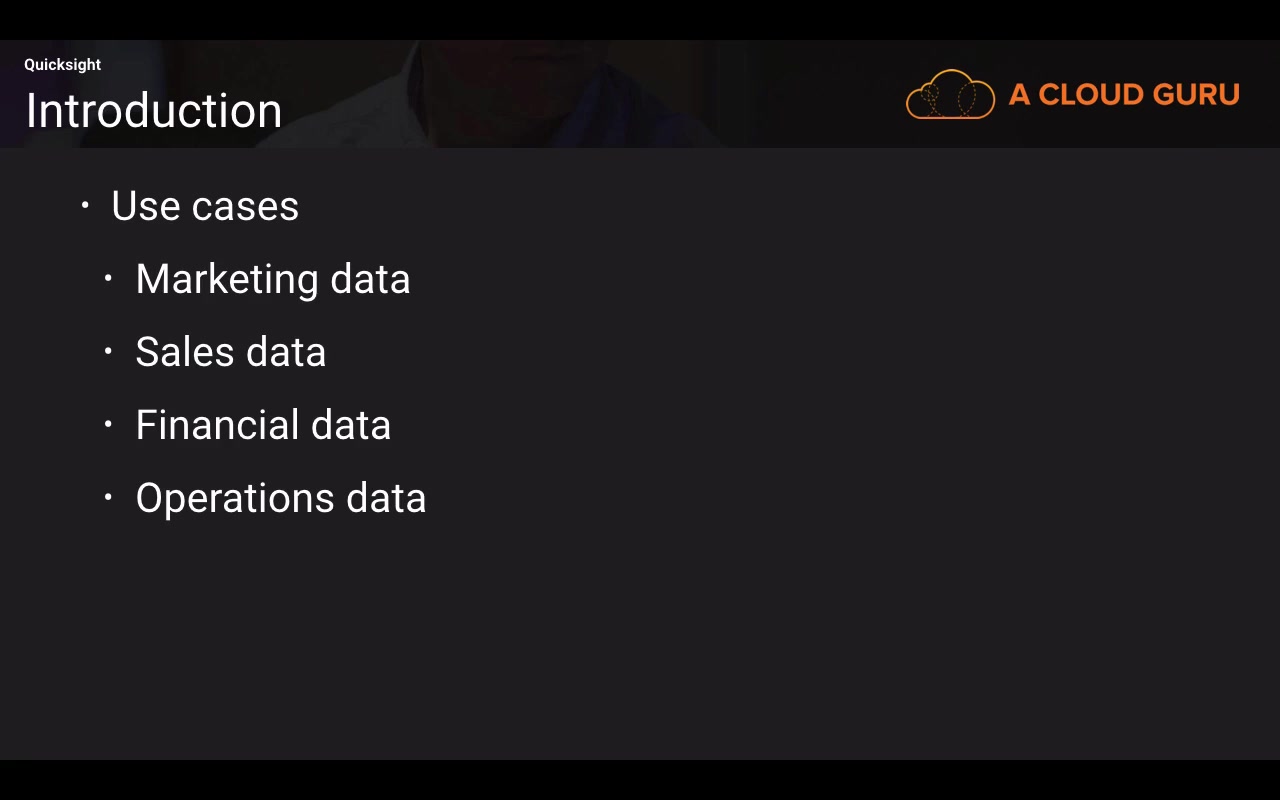 Quicksight
Introduction
A CLOUD GURU
• Use cases
• Marketing data
• Sales data
• Financial data
• Operations data